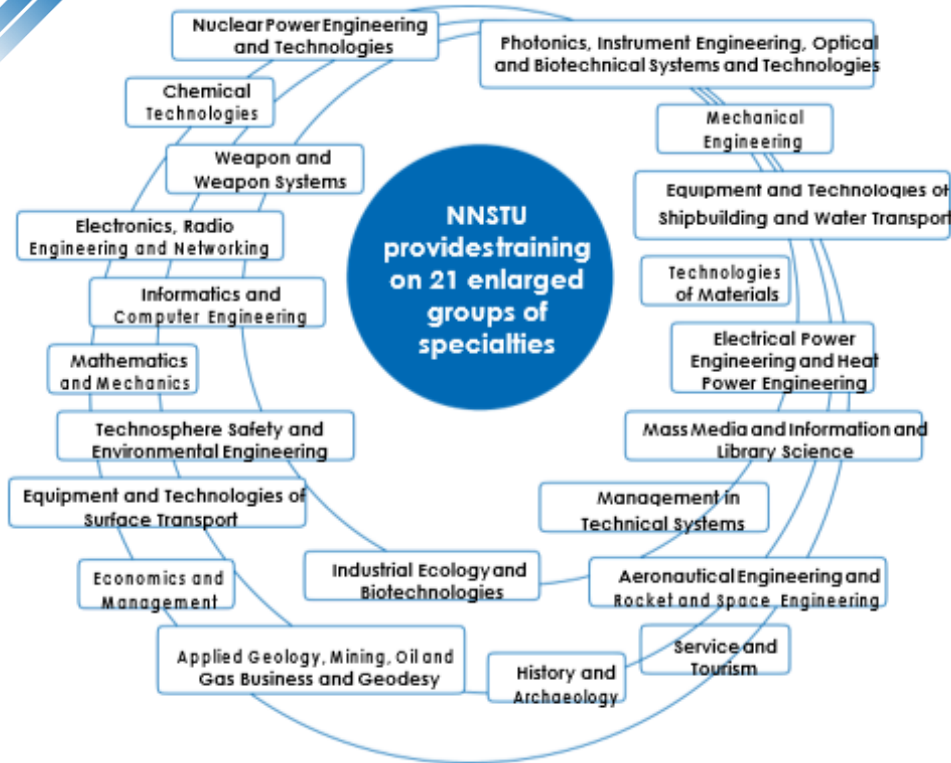 Nuclear Power Engineering
and Technologies
Photonics, Instrument Engineering, Optical
and Biotechnical Systems and Technologies
Chemical
Technologies
Mechanical
Engineering
Weapon and
Weapon Systems
Equipment and Technologies of
Shipbuilding and Water Transport
Electronics, Radio
Engineering and Networking
NNSTU
providestraining
on 21 enlarged
groups of
specialties
Technologies
of Materials
Informatics and
Computer Engineering
Electrical Power
Engineering and Heat
Power Engineering
Mathematics
and Mechanics
Technosphere Safety and
Environmental Engineering
Mass Media and Information and
Library Science
Equipment and Technologies of
Surface Transport
Management in
Technical Systems
Economics and
Management
Industrial Ecology and
Biotechnologies
Aeronautical Engineering and
Rocket and Space Engineering
Applied Geology, Mining, Oil and
Gas Business and Geodesy
History and
Archaeology
Service and
Tourism